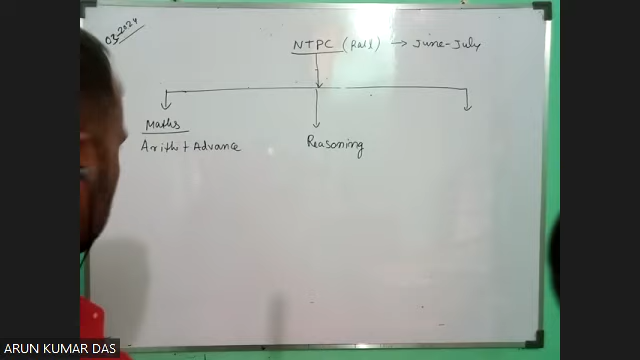 03-2024
NTPC (Rail) → June-July
Maths
Arith + Advance
Reasoning
ARUN KUMAR DAS